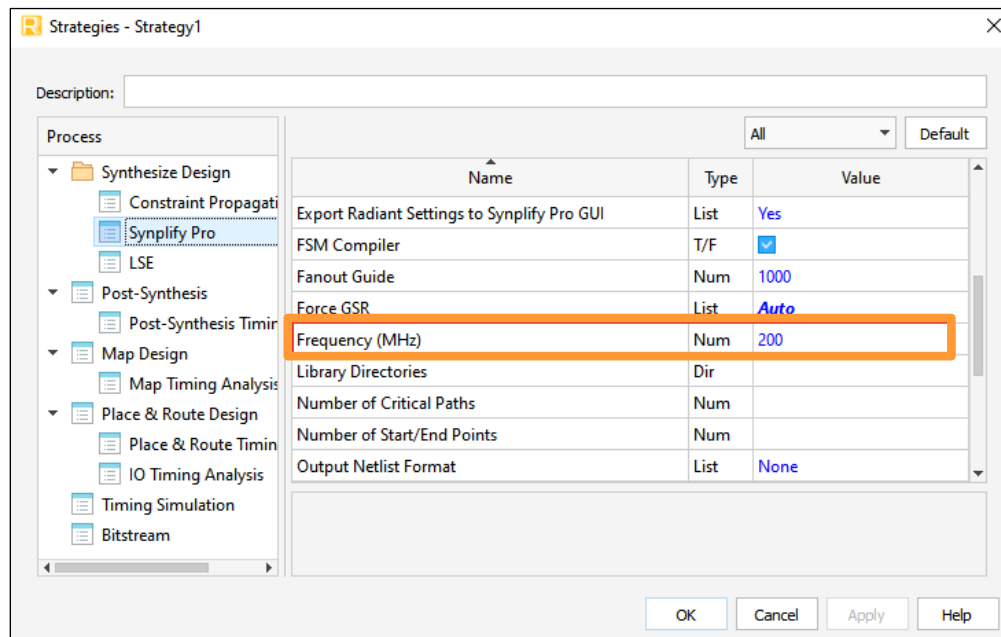 Strategies - Strategy1
Description:
Process
All
Default
Synthesize Design
Constraint Propagati
Synplify Pro
LSE
Post-Synthesis
Post-Synthesis Timir
Map Design
Map Timing Analysis
Place & Route Design
Place & Route Timin
IO Timing Analysis
Timing Simulation
Bitstream
Name Type Value
Export Radiant Settings to Synplify Pro GUI List Yes
FSM Compiler T/F
Fanout Guide Num 1000
Force GSR List Auto
Frequency (MHz) Num 200
Library Directories Dir
Number of Critical Paths Num
Number of Start/End Points Num
Output Netlist Format List None
OK Cancel Apply Help